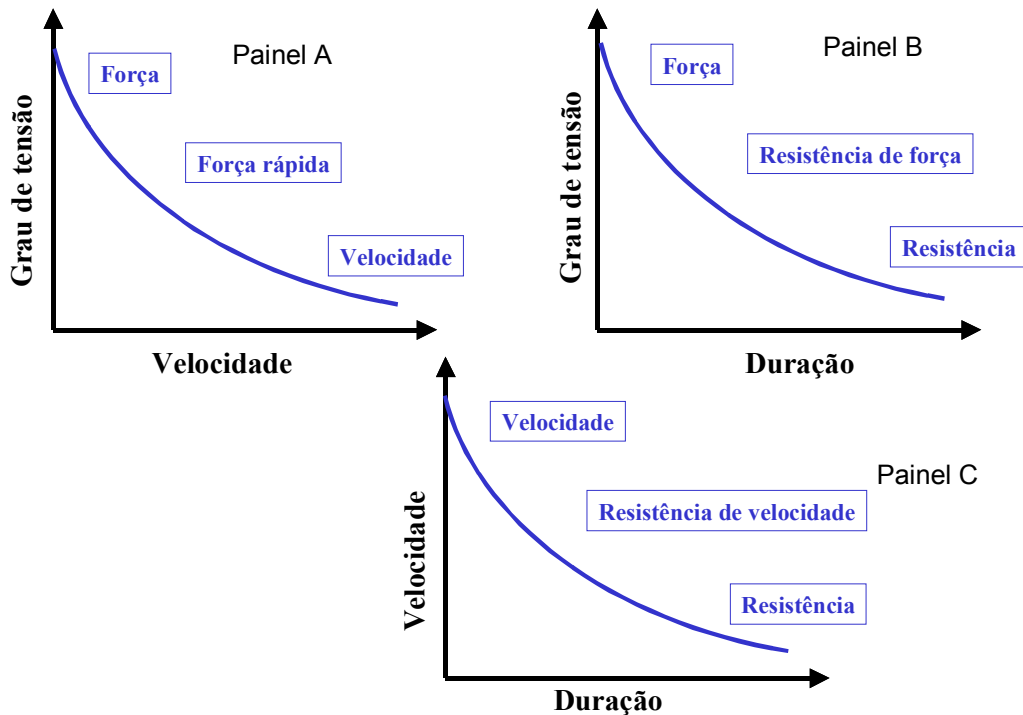 Painel A
Força
Força rápida
Velocidade
Grau de tensão
Velocidade
Painel B
Força
Resistência de força
Resistência
Grau de tensão
Duração
Painel C
Velocidade
Resistência de velocidade
Resistência
Velocidade
Duração